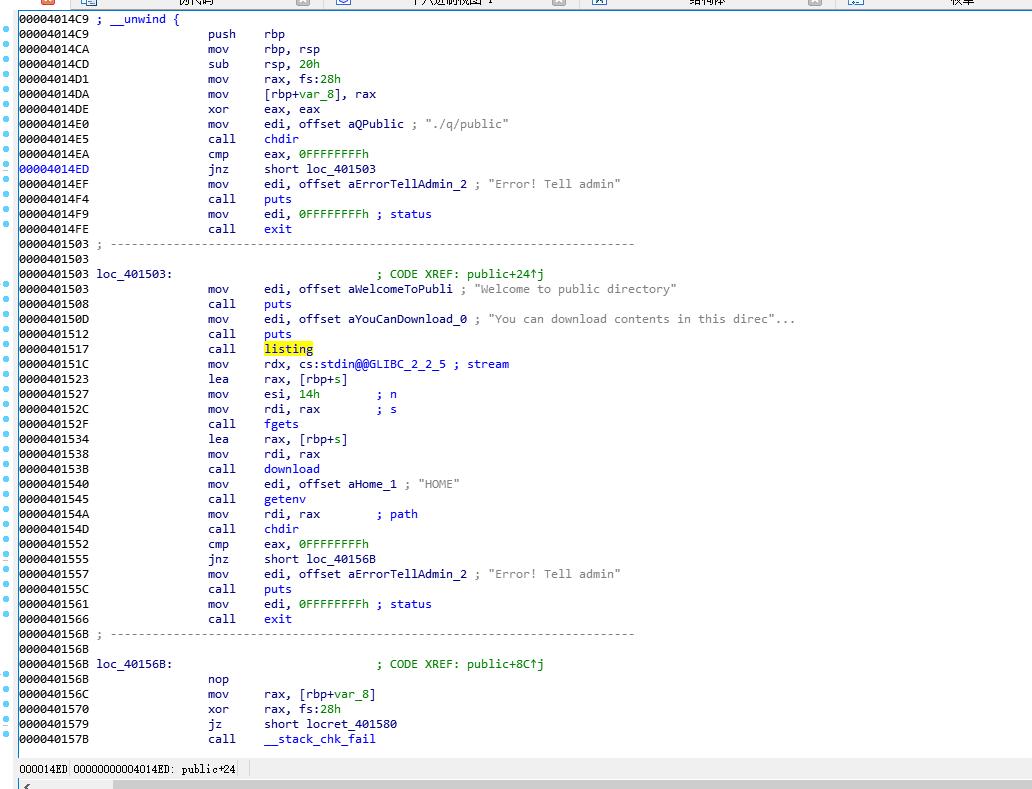 00004014C9 ; __unwind {
00004014C9 push rbp
00004014CA mov rbp, rsp
00004014CD sub rsp, 20h
00004014D1 mov rax, fs:28h
00004014DA mov [rbp+var_8], rax
00004014DE xor eax, eax
00004014E0 mov edi, offset aQPublic ; "./q/public"
00004014E5 call chdir
00004014EA cmp eax, 0FFFFFFFFh
00004014ED jnz short loc_401503
00004014EF mov edi, offset aErrorTellAdmin_2 ; "Error! Tell admin"
00004014F4 call puts
00004014F9 mov edi, 0FFFFFFFFh ; status
00004014FE call exit
0000401503 ; ---------------------------------------------------------------------------
0000401503
0000401503 loc_401503: ; CODE XREF: public+24↑j
0000401503 mov edi, offset aWelcomeToPubli ; "Welcome to public directory"
0000401508 call puts
000040150D mov edi, offset aYouCanDownload_0 ; "You can download contents in this direc"...
0000401512 call puts
0000401517 call listing
000040151C mov rdx, cs:stdin@@GLIBC_2_2_5 ; stream
0000401523 lea rax, [rbp+s]
0000401527 mov esi, 14h ; n
000040152C mov rdi, rax ; s
000040152F call fgets
0000401534 lea rax, [rbp+s]
0000401538 mov rdi, rax
000040153B call download
0000401540 mov edi, offset aHome_1 ; "HOME"
0000401545 call getenv
000040154A mov rdi, rax ; path
000040154D call chdir
0000401552 cmp eax, 0FFFFFFFFh
0000401555 jnz short loc_40156B
0000401557 mov edi, offset aErrorTellAdmin_2 ; "Error! Tell admin"
000040155C call puts
0000401561 mov edi, 0FFFFFFFFh ; status
0000401566 call exit
000040156B ; ---------------------------------------------------------------------------
000040156B
000040156B loc_40156B: ; CODE XREF: public+8C↑j
000040156B nop
000040156C mov rax, [rbp+var_8]
0000401570 xor rax, fs:28h
0000401579 jz short locret_401580
000040157B call __stack_chk_fail
000014ED 00000000004014ED: public+24